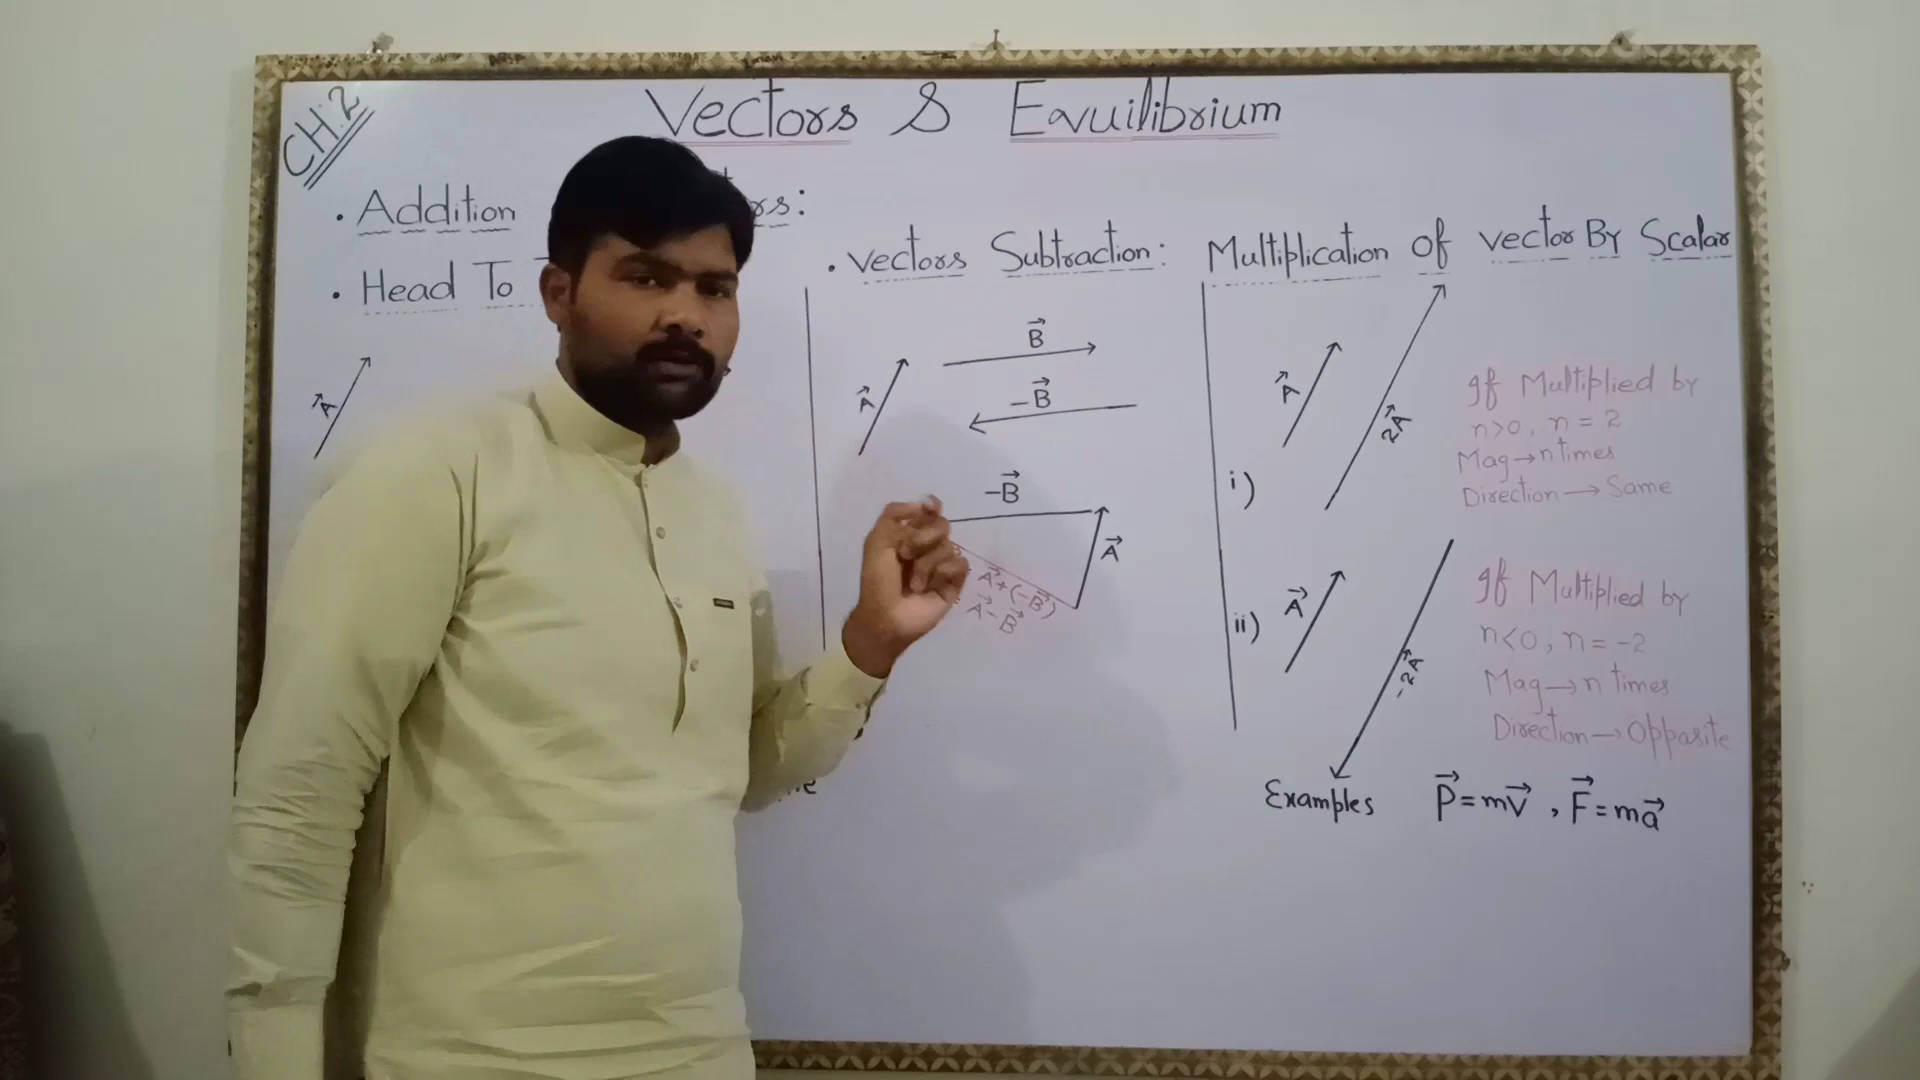 CH:2
Vectors & Eavuilibrium
• Addition
• Head To
A⃗
• Vectors Subtraction:
B⃗
A⃗
-B⃗
-B⃗
A⃗
A⃗+(-B⃗)
A⃗-B⃗
Multiplication of vector By Scalar
A⃗
2A⃗
i)
If Multiplied by
n>0, n = 2
Mag→n times
Direction→Same
A⃗
ii)
-2A⃗
If Multiplied by
n<0, n = -2
Mag→n times
Direction→Opposite
Examples P⃗=mV⃗, F⃗=ma⃗